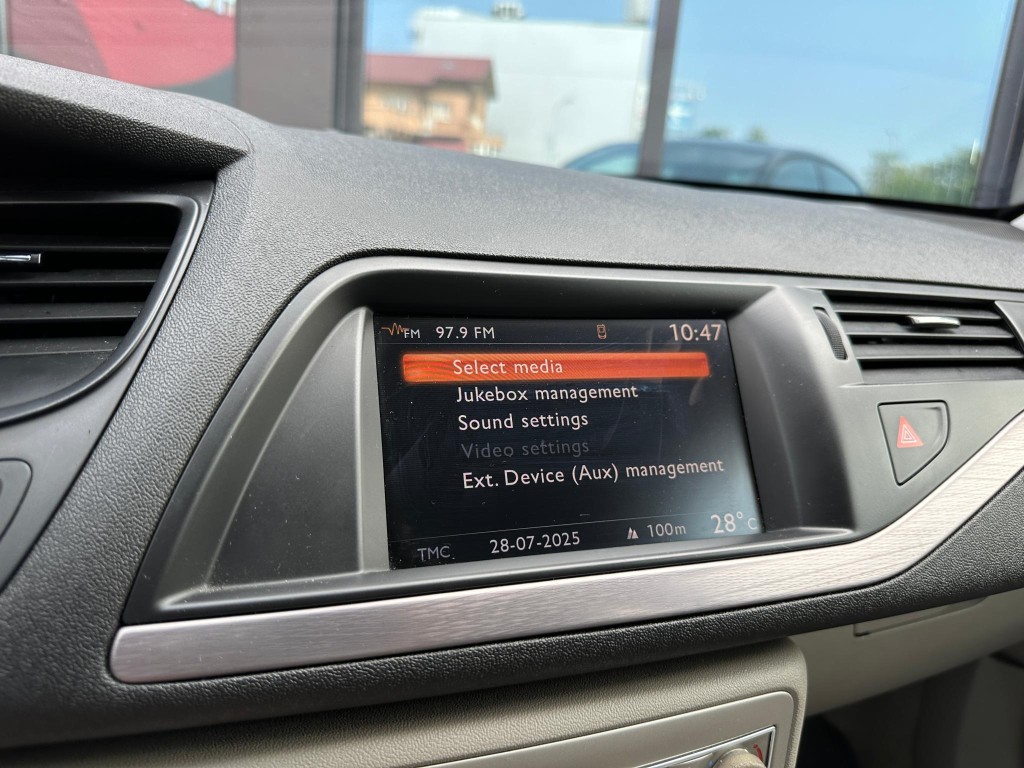 FM 97.9 FM 10:47
Select media
Jukebox management
Sound settings
Video settings
Ext. Device (Aux) management
TMC 28-07-2025 100m 28°C